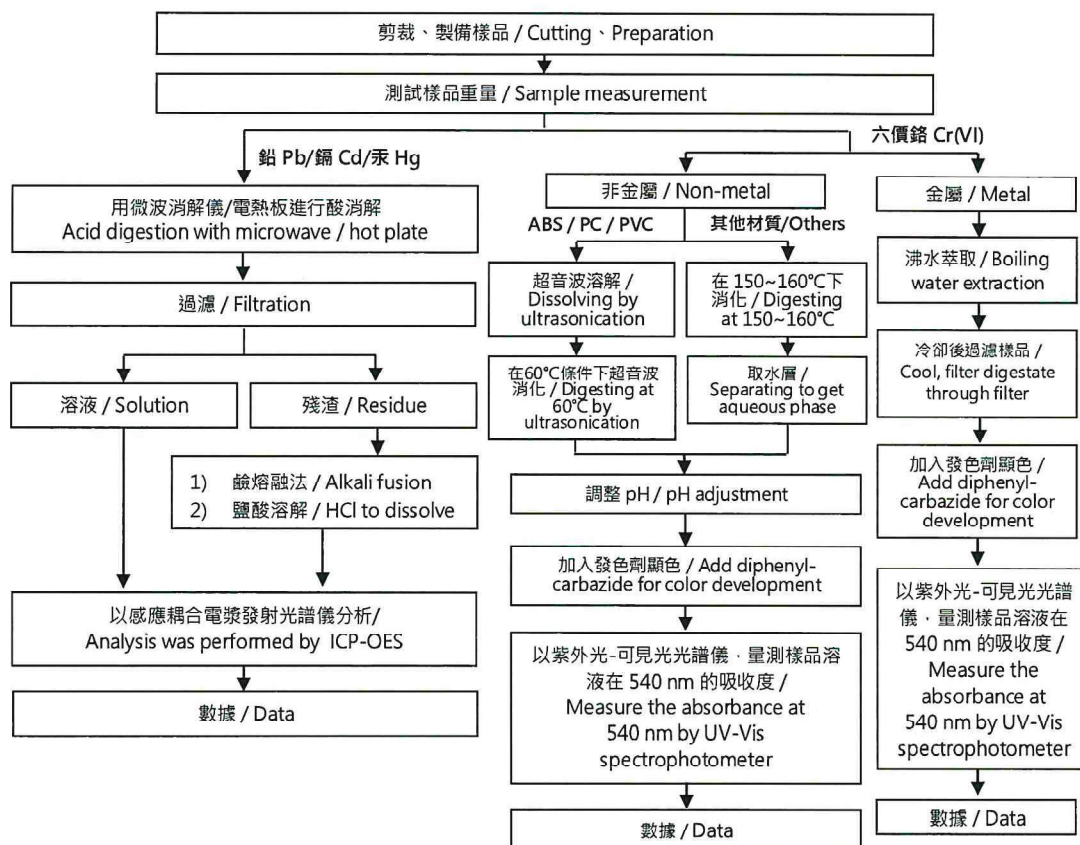 剪裁、製備樣品 / Cutting、Preparation
測試樣品重量 / Sample measurement
鉛 Pb/鎘 Cd/汞 Hg
六價鉻 Cr(VI)
用微波消解儀/電熱板進行酸消解
Acid digestion with microwave / hot plate
過濾 / Filtration
溶液 / Solution
殘渣 / Residue
1) 鹼熔融法 / Alkali fusion
2) 鹽酸溶解 / HCl to dissolve
以感應耦合電漿發射光譜儀分析/
Analysis was performed by ICP-OES
數據 / Data
非金屬 / Non-metal
ABS / PC / PVC
其他材質/Others
超音波溶解 /
Dissolving by
ultrasonication
在60°C條件下超音波
消化 / Digesting at
60°C by
ultrasonication
在 150~160°C下
消化 / Digesting
at 150~160°C
取水層 /
Separating to get
aqueous phase
調整 pH / pH adjustment
加入發色劑顯色 / Add diphenyl-
carbazide for color development
以紫外光-可見光光譜儀，量測樣品溶
液在 540 nm 的吸收度 /
Measure the absorbance at
540 nm by UV-Vis
spectrophotometer
數據 / Data
金屬 / Metal
沸水萃取 / Boiling
water extraction
冷卻後過濾樣品 /
Cool, filter digestate
through filter
加入發色劑顯色 /
Add diphenyl-
carbazide for color
development
以紫外光-可見光光譜
儀，量測樣品溶液在
540 nm 的吸收度 /
Measure the
absorbance at
540 nm by UV-Vis
spectrophotometer
數據 / Data